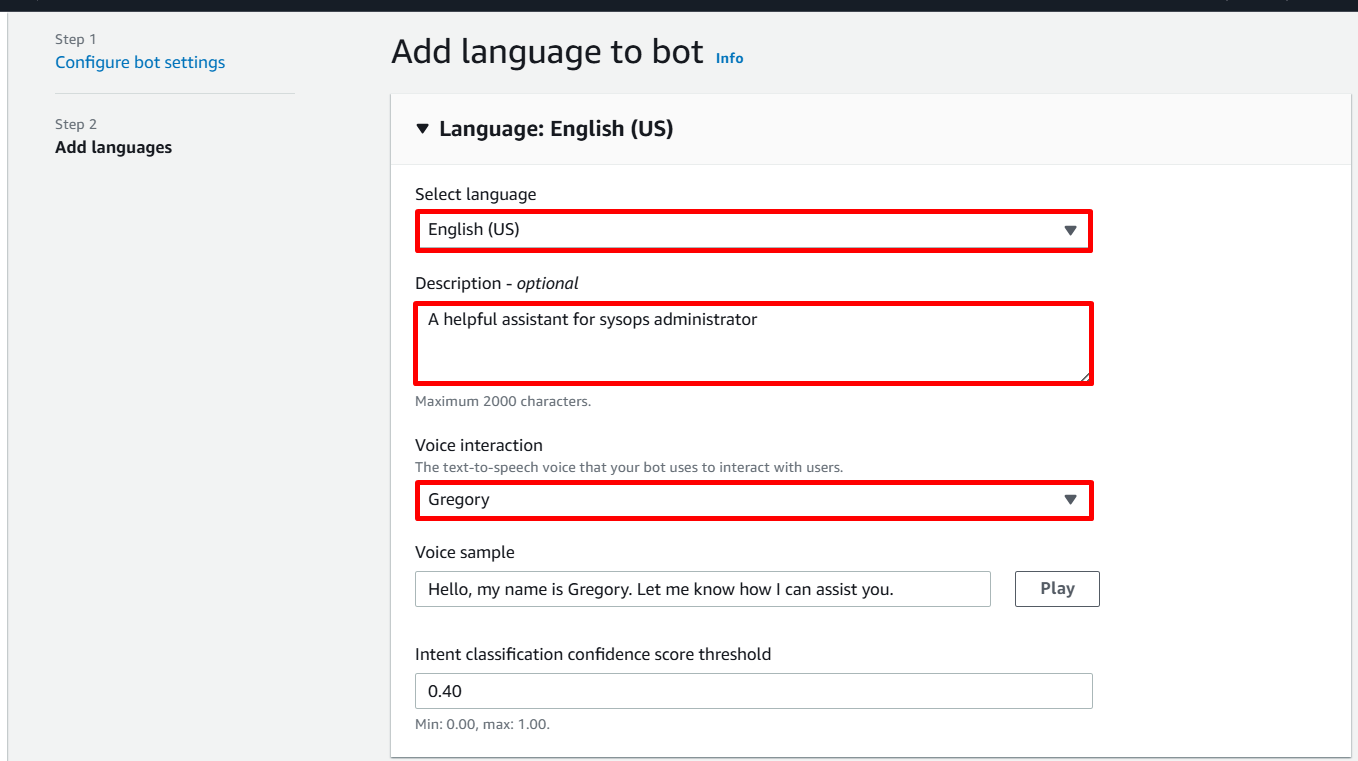 Step 1
Configure bot settings
Step 2
Add languages
Add language to bot Info
Language: English (US)
Select language
English (US)
Description - optional
A helpful assistant for sysops administrator
Maximum 2000 characters.
Voice interaction
The text-to-speech voice that your bot uses to interact with users.
Gregory
Voice sample
Hello, my name is Gregory. Let me know how I can assist you.
Play
Intent classification confidence score threshold
0.40
Min: 0.00, max: 1.00.